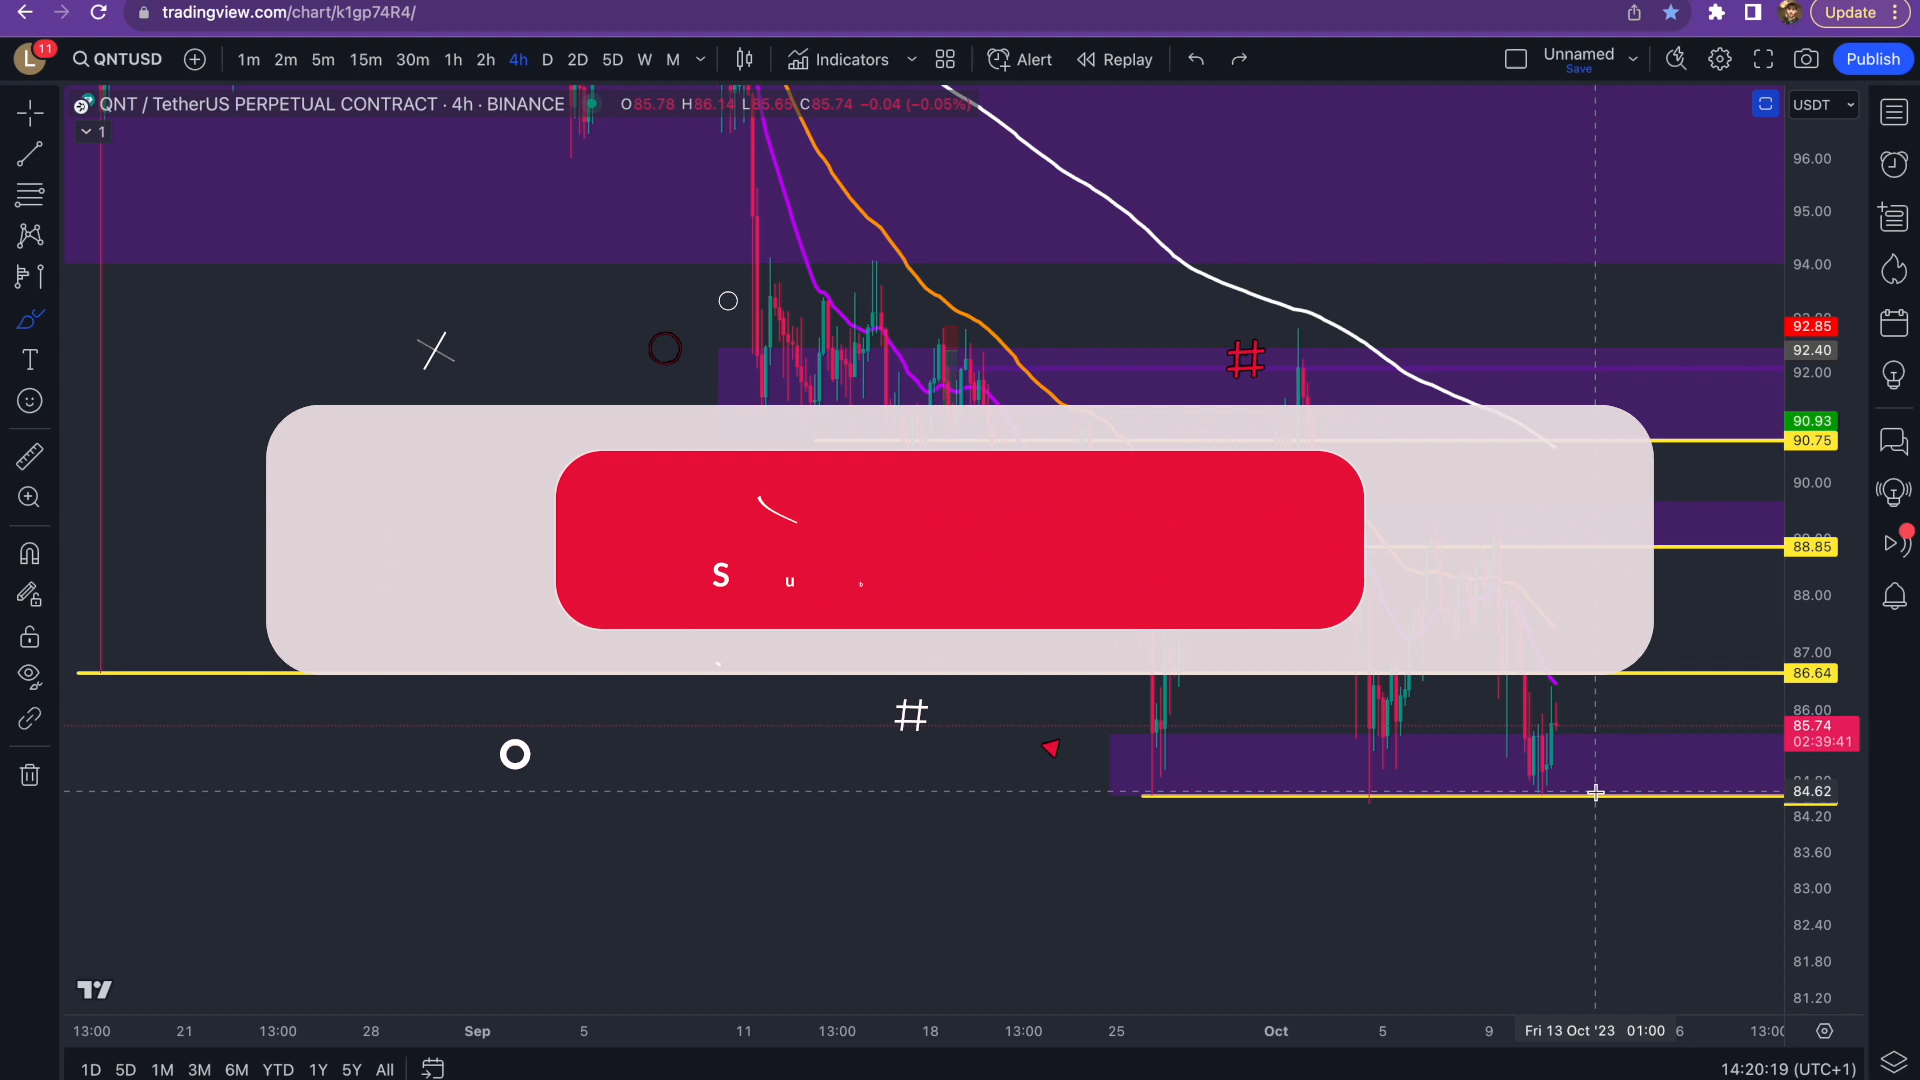 tradingview.com/chart/k1gp74R4/
Update
L
11
QNTUSD
1m 2m 5m 15m 30m 1h 2h 4h D 2D 5D W M
Indicators
Alert
Replay
Unnamed
Save
Publish
QNT / TetherUS PERPETUAL CONTRACT · 4h · BINANCE
O85.78 H86.14 L85.65 C85.74 −0.04 (−0.05%)
1
USDT
96.00
95.00
94.00
92.85
92.40
92.00
90.93
90.75
90.00
88.85
88.00
87.00
86.64
86.00
85.74
02:39:41
84.62
84.20
83.60
83.00
82.40
81.80
81.20
S u b
13:00 21 13:00 28 Sep 5 11 13:00 18 13:00 25 Oct 5 9 Fri 13 Oct '23 01:00 6 13:00
1D 5D 1M 3M 6M YTD 1Y 5Y All
14:20:19 (UTC+1)